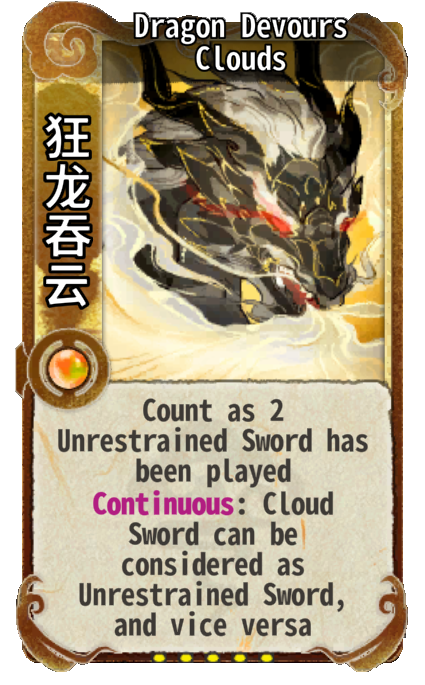 Dragon Devours
Clouds
狂龙吞云
Count as 2
Unrestrained Sword has
been played
Continuous: Cloud
Sword can be
considered as
Unrestrained Sword,
and vice versa